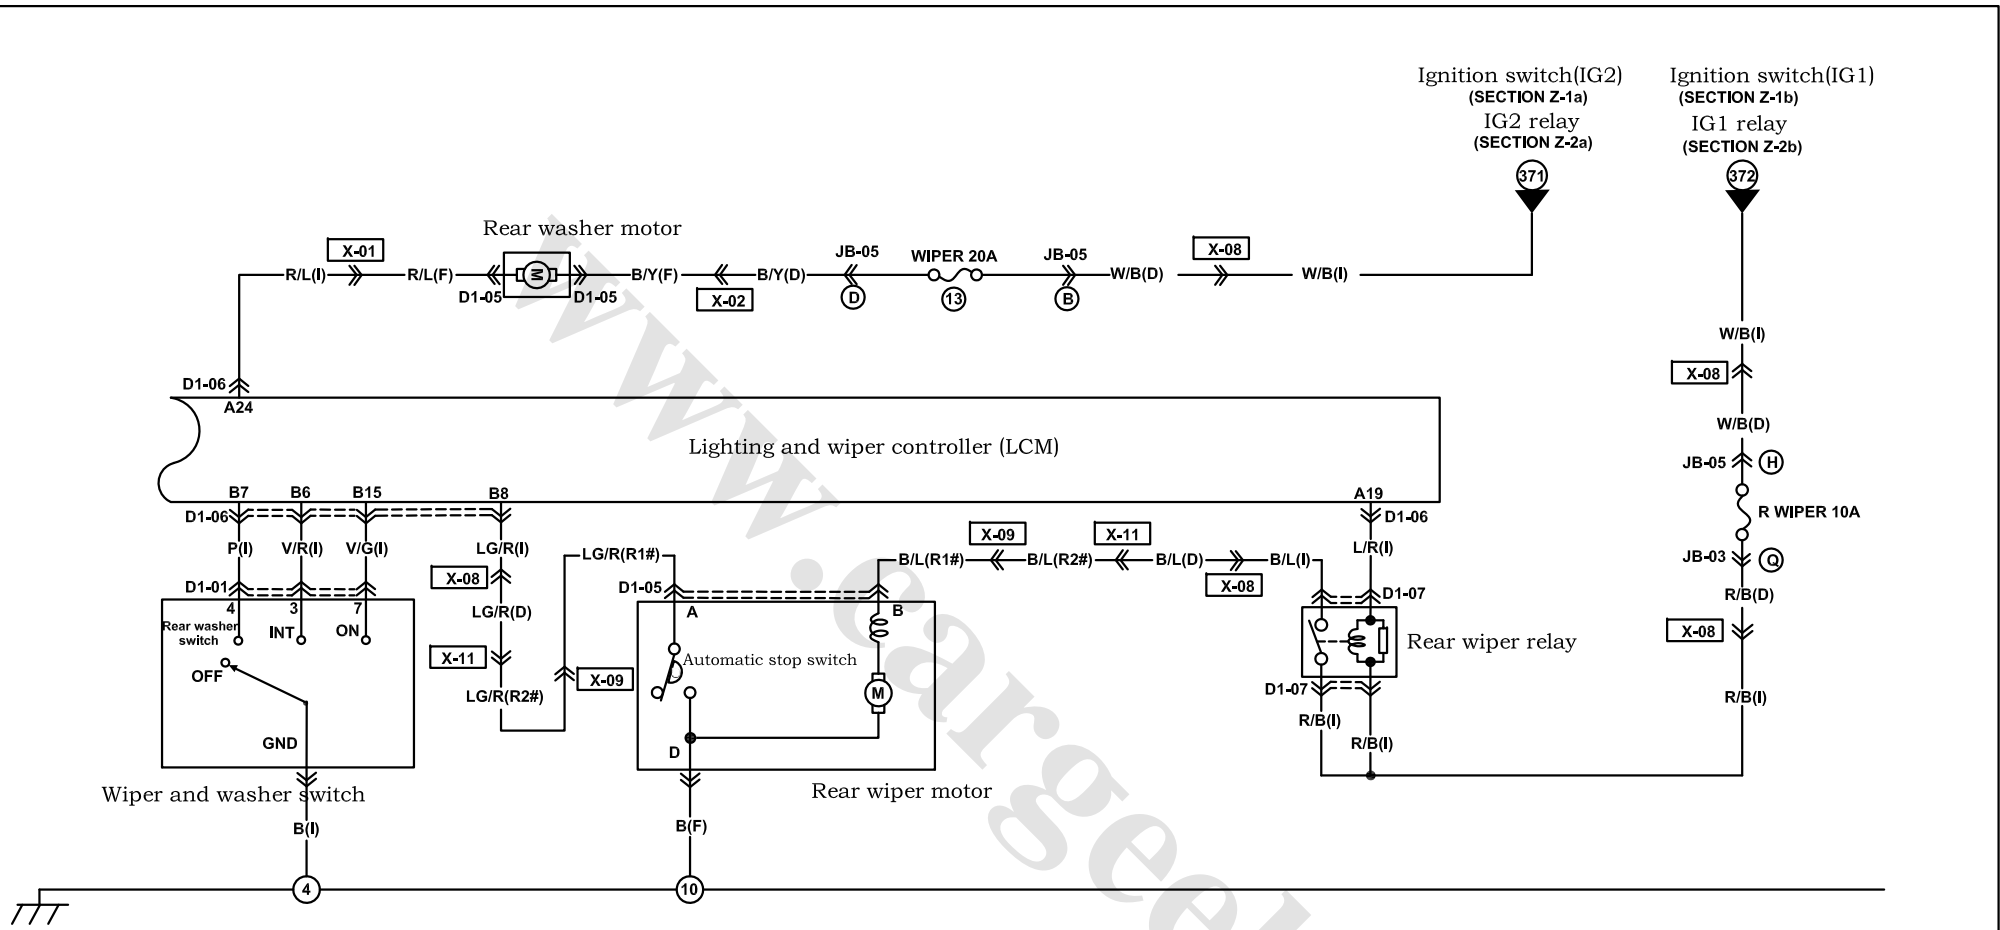 Ignition switch(IG2)
(SECTION Z-1a)
IG2 relay
(SECTION Z-2a)
371
Ignition switch(IG1)
(SECTION Z-1b)
IG1 relay
(SECTION Z-2b)
372
Rear washer motor
X-01
R/L(I)
R/L(F)
D1-05
M
D1-05
B/Y(F)
X-02
B/Y(D)
JB-05
D
WIPER 20A
13
JB-05
B
W/B(D)
X-08
W/B(I)
W/B(I)
X-08
W/B(D)
JB-05
H
R WIPER 10A
JB-03
Q
R/B(D)
X-08
R/B(I)
D1-06
A24
Lighting and wiper controller (LCM)
B7
B6
B15
B8
A19
D1-06
D1-06
P(I)
V/R(I)
V/G(I)
LG/R(I)
L/R(I)
D1-01
4
3
7
Rear washer
switch
INT
ON
OFF
GND
Wiper and washer switch
B(I)
4
X-08
LG/R(D)
X-11
LG/R(R2#)
LG/R(R1#)
X-09
D1-05
A
B
Automatic stop switch
M
D
Rear wiper motor
B(F)
10
B/L(R1#)
X-09
B/L(R2#)
X-11
B/L(D)
X-08
B/L(I)
D1-07
Rear wiper relay
D1-07
R/B(I)
R/B(I)
www.cargeek